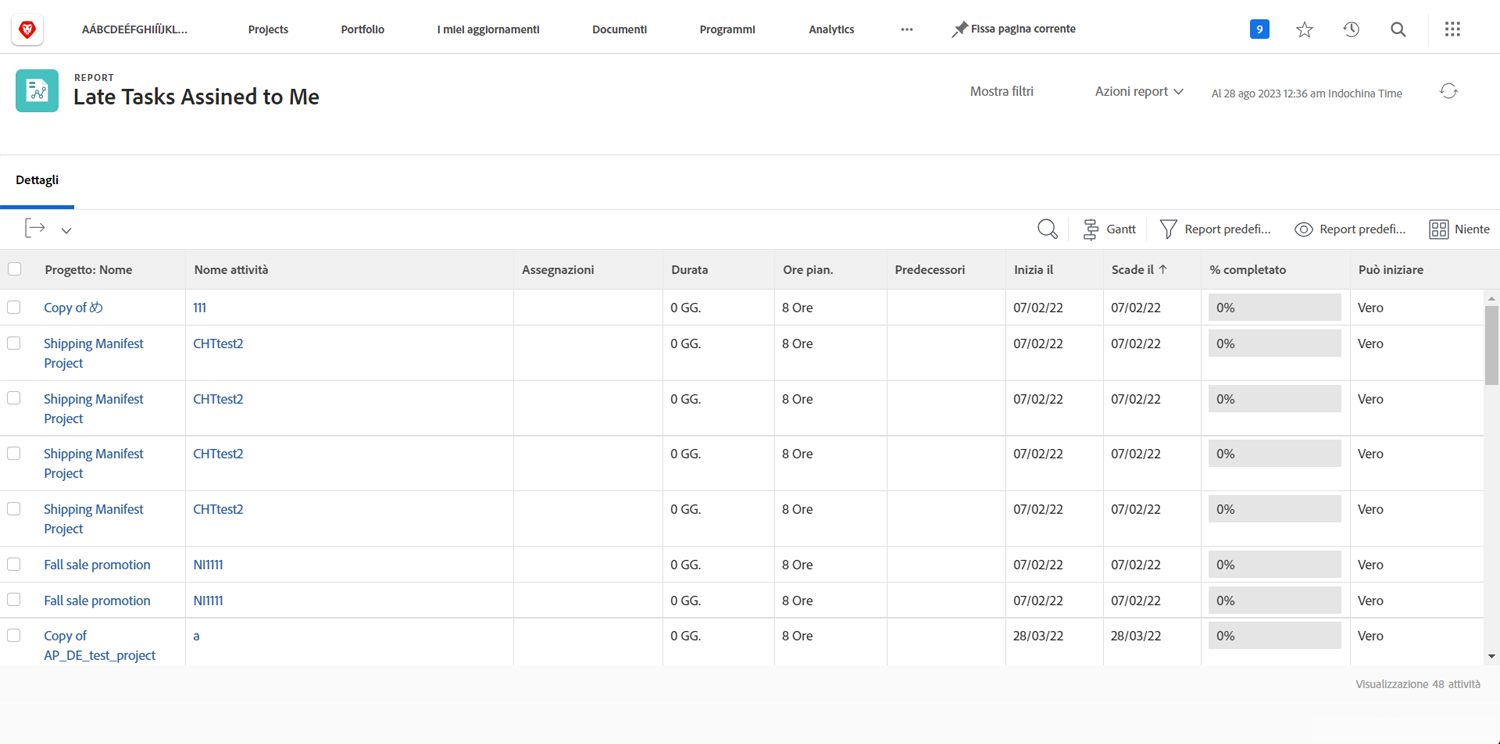 AÁBCDEÉFGHIÍÏJKL... Projects Portfolio I miei aggiornamenti Documenti Programmi Analytics ... Fissa pagina corrente 9
REPORT
Late Tasks Assined to Me
Mostra filtri Azioni report Al 28 ago 2023 12:36 am Indochina Time
Dettagli
Gantt Report predefi... Report predefi... Niente
Progetto: Nome Nome attività Assegnazioni Durata Ore pian. Predecessori Inizia il Scade il ↑ % completato Può iniziare
Copy of め 111 0 GG. 8 Ore 07/02/22 07/02/22 0% Vero
Shipping Manifest CHTtest2 0 GG. 8 Ore 07/02/22 07/02/22 0% Vero
Project
Shipping Manifest CHTtest2 0 GG. 8 Ore 07/02/22 07/02/22 0% Vero
Project
Shipping Manifest CHTtest2 0 GG. 8 Ore 07/02/22 07/02/22 0% Vero
Project
Shipping Manifest CHTtest2 0 GG. 8 Ore 07/02/22 07/02/22 0% Vero
Project
Fall sale promotion NI1111 0 GG. 8 Ore 07/02/22 07/02/22 0% Vero
Fall sale promotion NI1111 0 GG. 8 Ore 07/02/22 07/02/22 0% Vero
Copy of a 0 GG. 8 Ore 28/03/22 28/03/22 0% Vero
AP_DE_test_project
Visualizzazione 48 attività